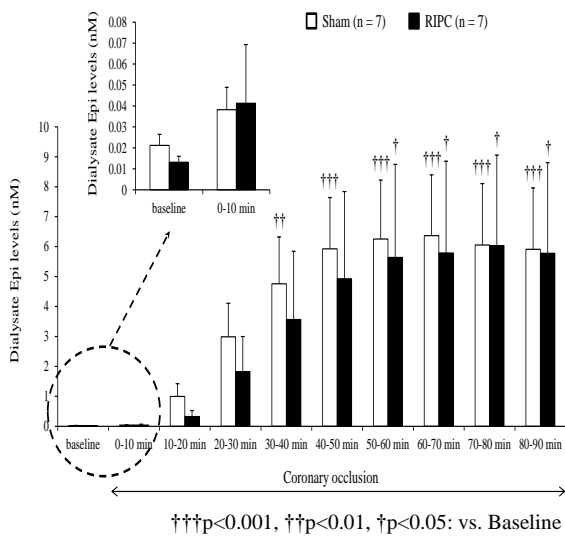 Sham (n = 7) RIPC (n = 7)
Dialysate Epi levels (nM)
0.08
0.07
0.06
0.05
0.04
0.03
0.02
0.01
0
baseline 0-10 min
Dialysate Epi levels (nM)
10
9
8
7
6
5
4
3
2
1
0
†† ††† ††† † ††† † ††† † ††† †
baseline 0-10 min 10-20 min 20-30 min 30-40 min 40-50 min 50-60 min 60-70 min 70-80 min 80-90 min
Coronary occlusion
†††p<0.001, ††p<0.01, †p<0.05: vs. Baseline